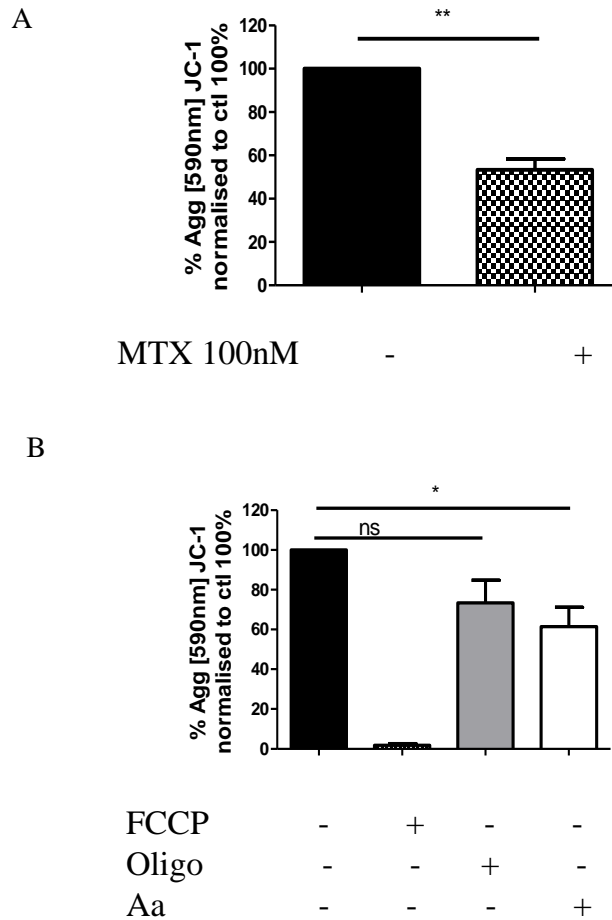 A
**
% Agg [590nm] JC-1
normalised to ctl 100%
120
100
80
60
40
20
0
MTX 100nM - +
B
*
ns
% Agg [590nm] JC-1
normalised to ctl 100%
120
100
80
60
40
20
0
FCCP - + - -
Oligo - - + -
Aa - - - +